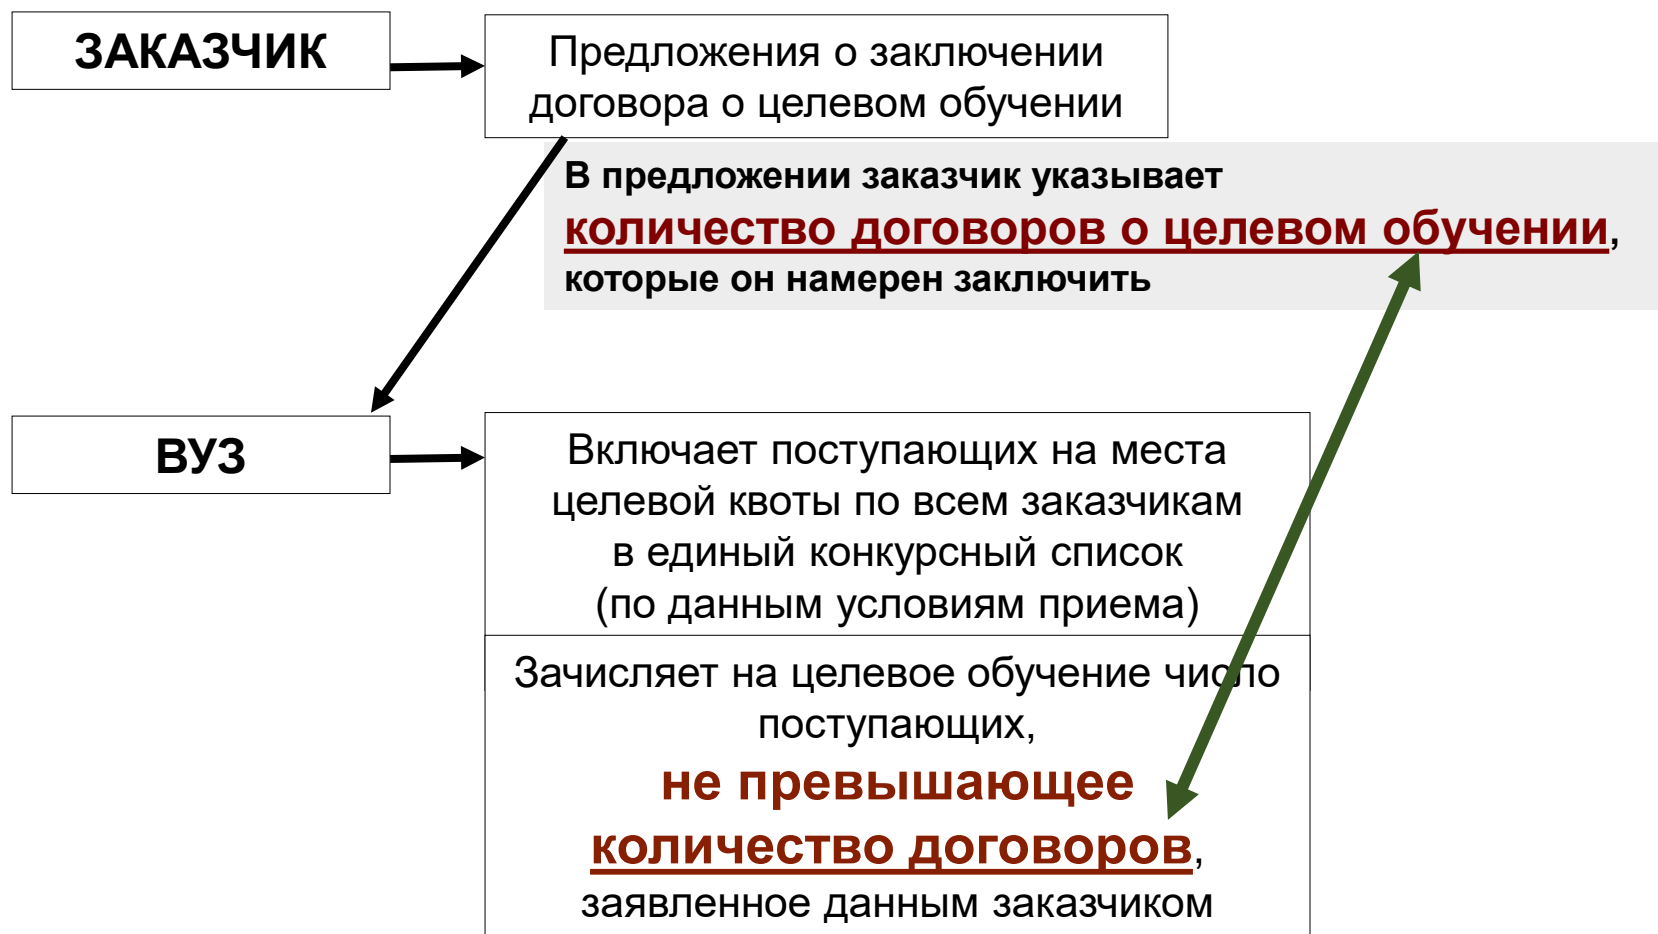 ЗАКАЗЧИК
Предложения о заключении
договора о целевом обучении
В предложении заказчик указывает
количество договоров о целевом обучении,
которые он намерен заключить
ВУЗ
Включает поступающих на места
целевой квоты по всем заказчикам
в единый конкурсный список
(по данным условиям приема)
Зачисляет на целевое обучение число
поступающих,
не превышающее
количество договоров,
заявленное данным заказчиком